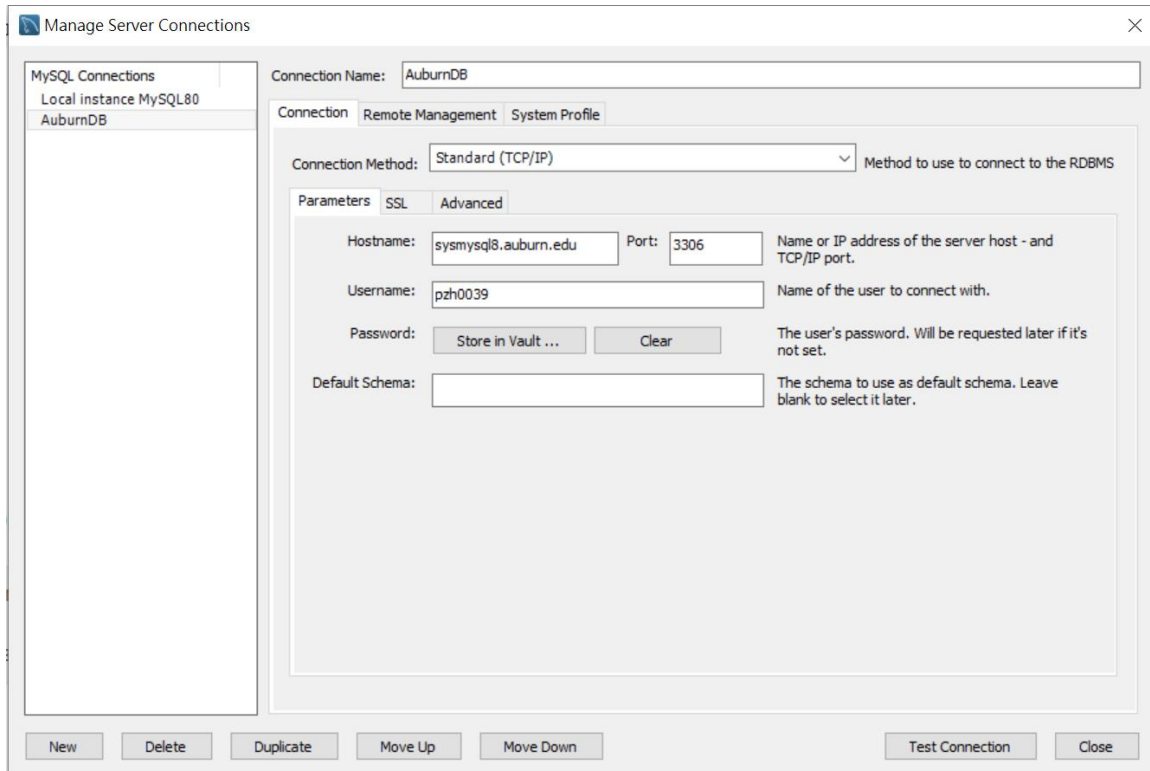 Manage Server Connections
MySQL Connections
Local instance MySQL80
AuburnDB
Connection Name: AuburnDB
Connection Remote Management System Profile
Connection Method: Standard (TCP/IP) Method to use to connect to the RDBMS
Parameters SSL Advanced
Hostname: sysmysql8.auburn.edu Port: 3306 Name or IP address of the server host - and
TCP/IP port.
Username: pzh0039 Name of the user to connect with.
Password: Store in Vault ... Clear The user's password. Will be requested later if it's
not set.
Default Schema: The schema to use as default schema. Leave
blank to select it later.
New Delete Duplicate Move Up Move Down Test Connection Close